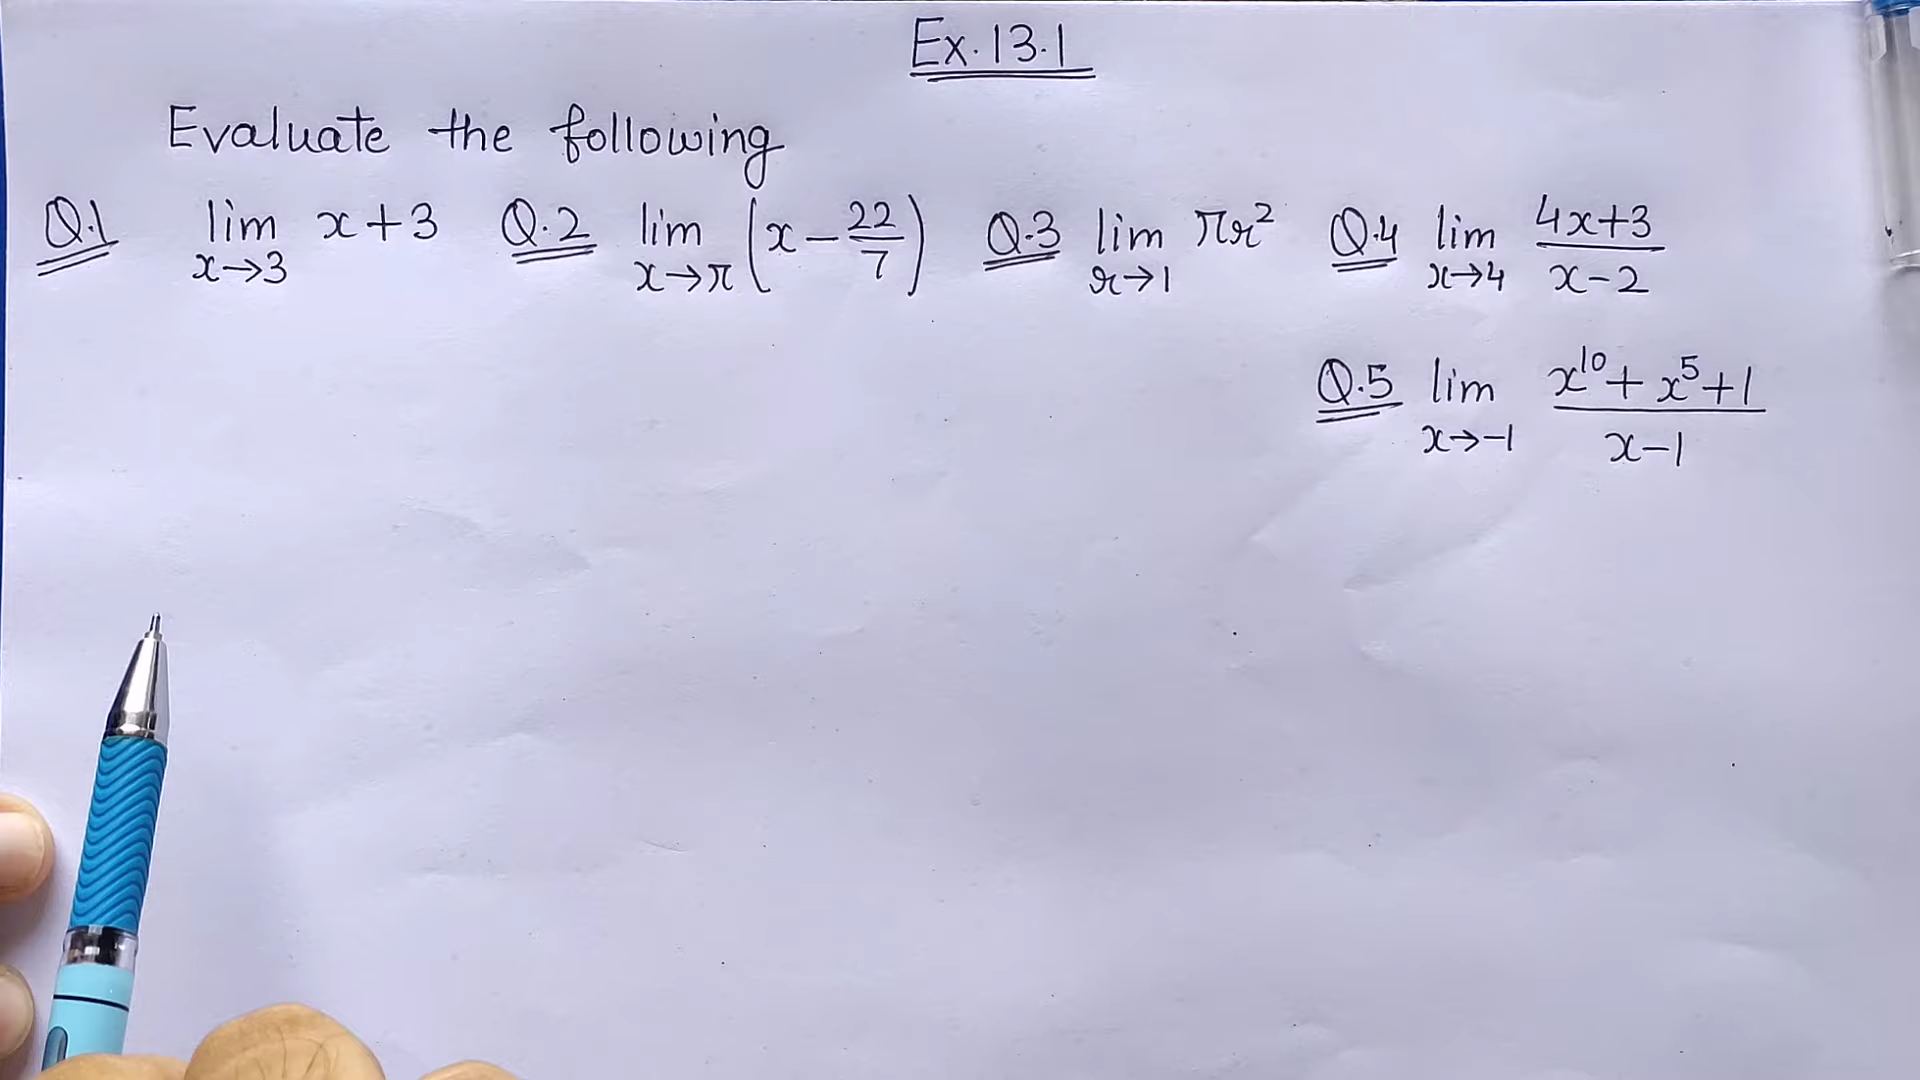 Ex. 13.1
Evaluate the following
Q.1 lim x→3 x+3 Q.2 lim x→π (x - 22/7) Q.3 lim r→1 πr² Q.4 lim x→4 4x+3/x-2
Q.5 lim x→-1 x¹⁰+x⁵+1/x-1